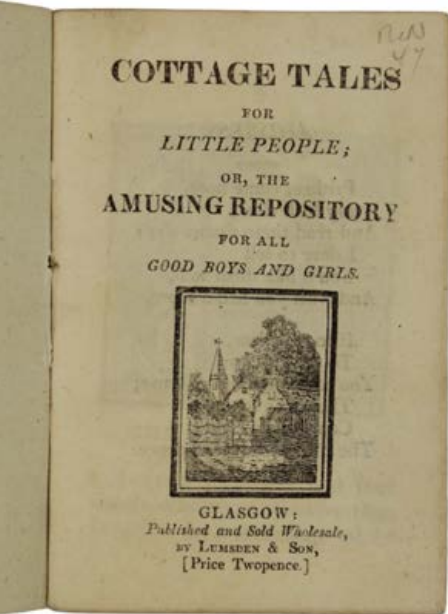 COTTAGE TALES
FOR
LITTLE PEOPLE;
OR, THE
AMUSING REPOSITORY
FOR ALL
GOOD BOYS AND GIRLS.
GLASGOW:
Published and Sold Wholesale,
BY LUMSDEN & SON,
[Price Twopence.]